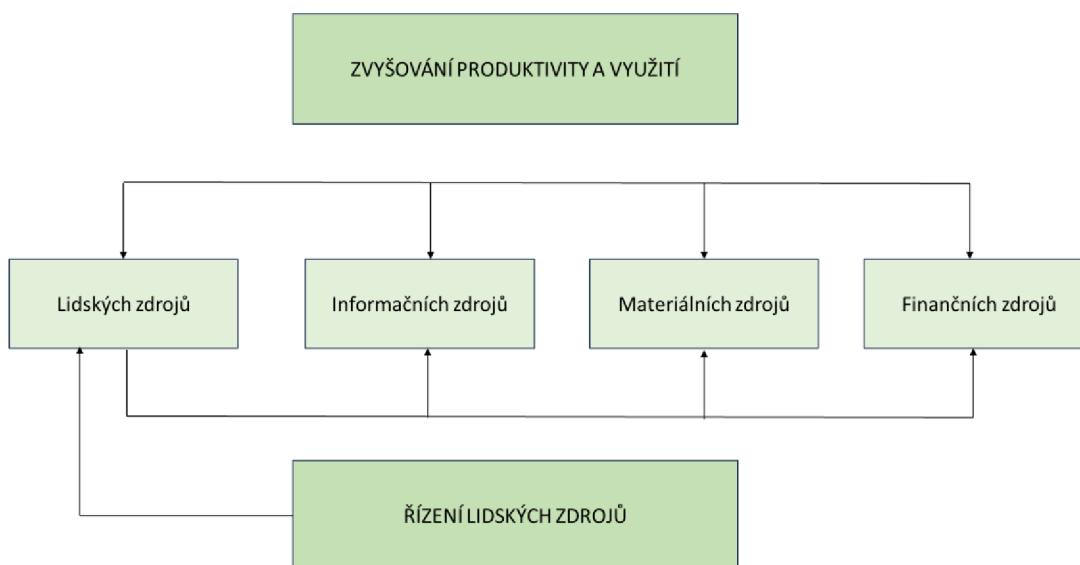 ZVYŠOVÁNÍ PRODUKTIVITY A VYUŽITÍ
Lidských zdrojů
Informačních zdrojů
Materiálních zdrojů
Finančních zdrojů
ŘÍZENÍ LIDSKÝCH ZDROJŮ